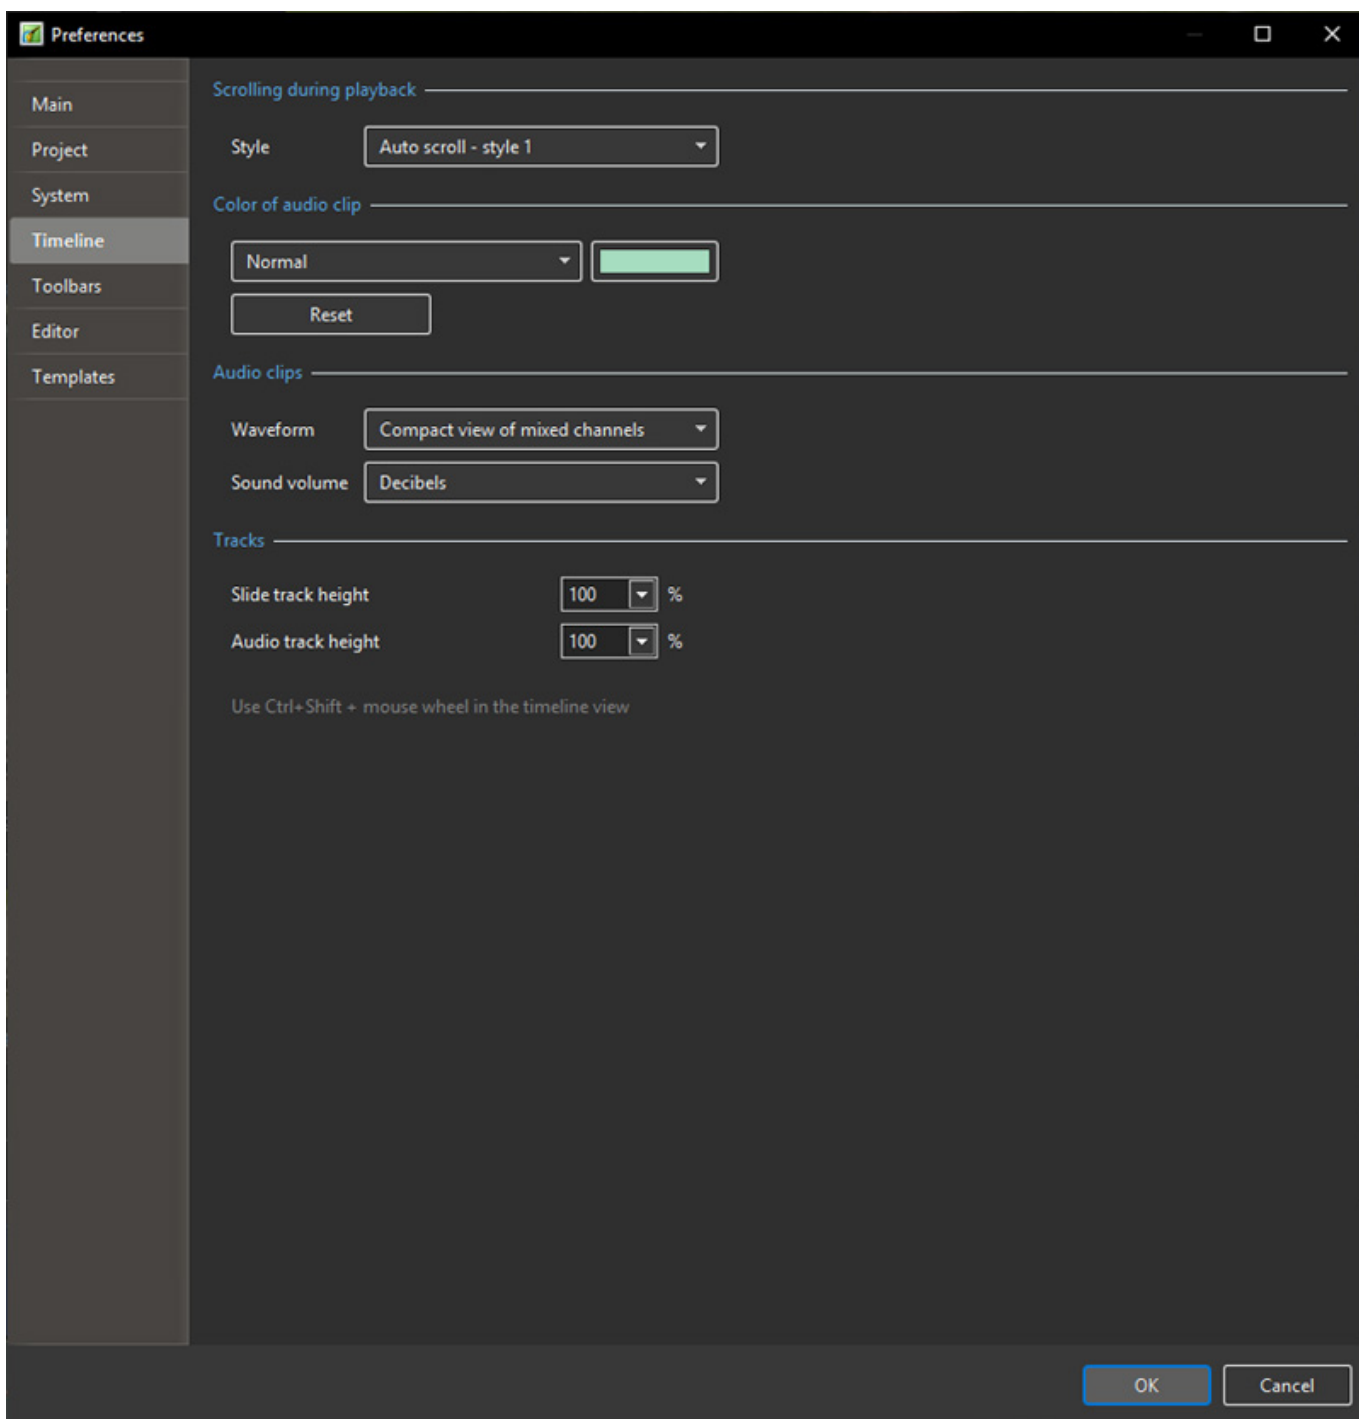 Preferences
Main
Project
System
Timeline
Toolbars
Editor
Templates
Scrolling during playback
Style Auto scroll - style 1
Color of audio clip
Normal
Reset
Audio clips
Waveform Compact view of mixed channels
Sound volume Decibels
Tracks
Slide track height 100 %
Audio track height 100 %
Use Ctrl+Shift + mouse wheel in the timeline view
OK Cancel